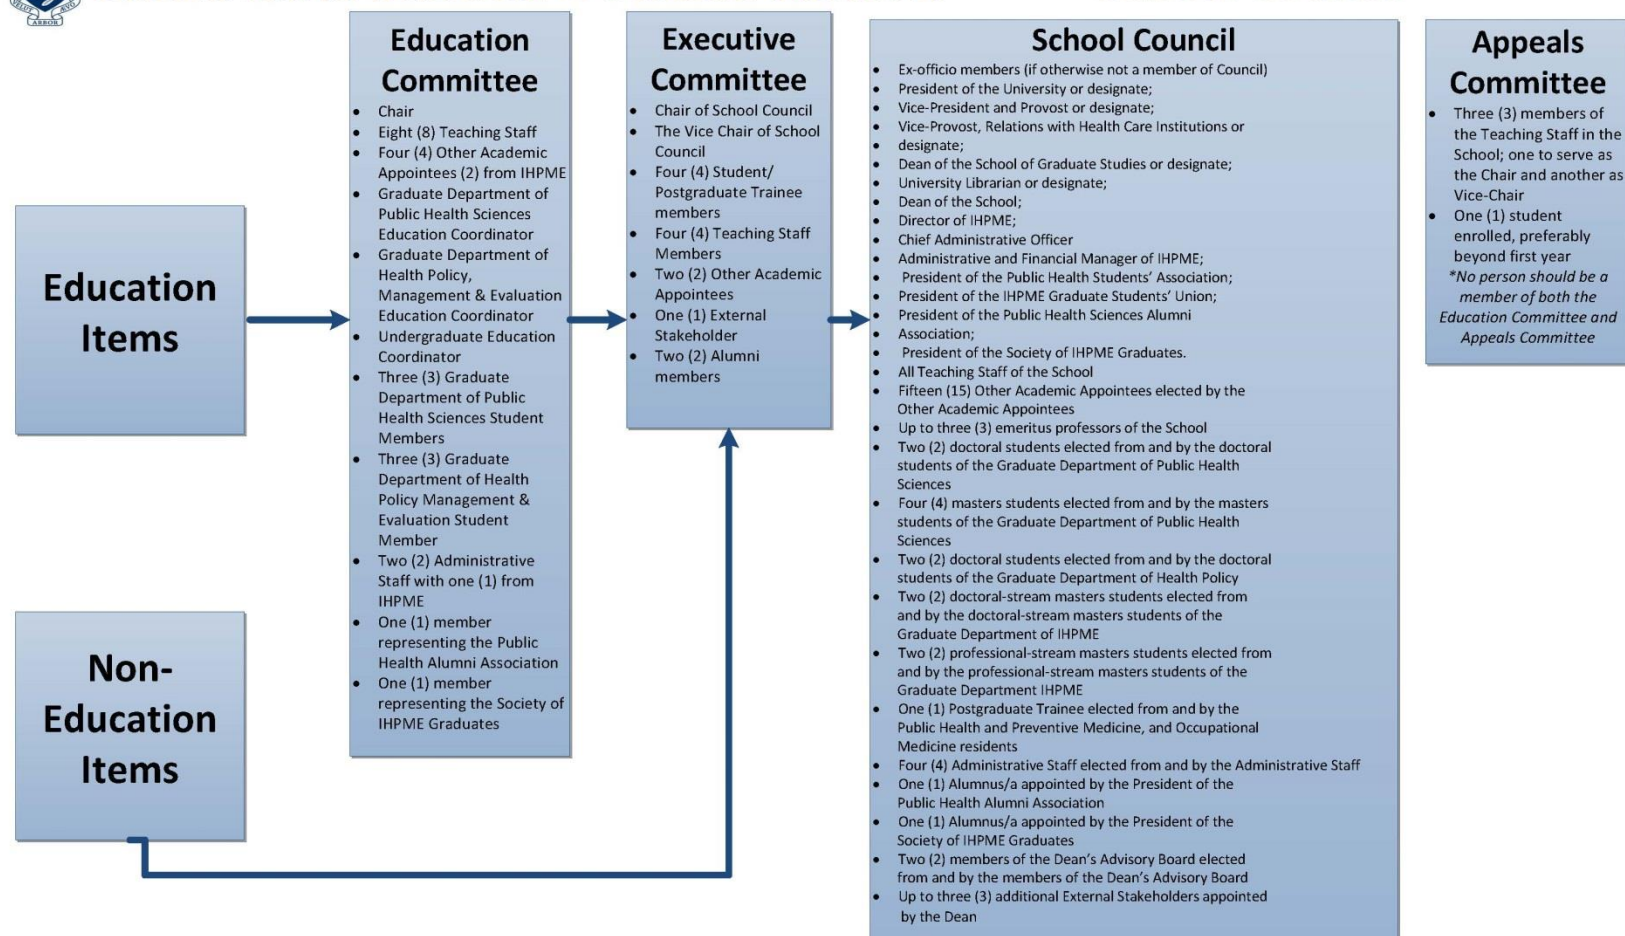 VELUT
ARBOR
ÆVO
Education
Items
Non-
Education
Items
Education
Committee
• Chair
• Eight (8) Teaching Staff
• Four (4) Other Academic
Appointees (2) from IHPME
• Graduate Department of
Public Health Sciences
Education Coordinator
• Graduate Department of
Health Policy,
Management & Evaluation
Education Coordinator
• Undergraduate Education
Coordinator
• Three (3) Graduate
Department of Public
Health Sciences Student
Members
• Three (3) Graduate
Department of Health
Policy Management &
Evaluation Student
Member
• Two (2) Administrative
Staff with one (1) from
IHPME
• One (1) member
representing the Public
Health Alumni Association
• One (1) member
representing the Society of
IHPME Graduates
Executive
Committee
• Chair of School Council
• The Vice Chair of School
Council
• Four (4) Student/
Postgraduate Trainee
members
• Four (4) Teaching Staff
Members
• Two (2) Other Academic
Appointees
• One (1) External
Stakeholder
• Two (2) Alumni
members
School Council
• Ex-officio members (if otherwise not a member of Council)
• President of the University or designate;
• Vice-President and Provost or designate;
• Vice-Provost, Relations with Health Care Institutions or
• designate;
• Dean of the School of Graduate Studies or designate;
• University Librarian or designate;
• Dean of the School;
• Director of IHPME;
• Chief Administrative Officer
• Administrative and Financial Manager of IHPME;
• President of the Public Health Students’ Association;
• President of the IHPME Graduate Students’ Union;
• President of the Public Health Sciences Alumni
• Association;
• President of the Society of IHPME Graduates.
• All Teaching Staff of the School
• Fifteen (15) Other Academic Appointees elected by the
Other Academic Appointees
• Up to three (3) emeritus professors of the School
• Two (2) doctoral students elected from and by the doctoral
students of the Graduate Department of Public Health
Sciences
• Four (4) masters students elected from and by the masters
students of the Graduate Department of Public Health
Sciences
• Two (2) doctoral students elected from and by the doctoral
students of the Graduate Department of Health Policy
• Two (2) doctoral-stream masters students elected from
and by the doctoral-stream masters students of the
Graduate Department of IHPME
• Two (2) professional-stream masters students elected from
and by the professional-stream masters students of the
Graduate Department IHPME
• One (1) Postgraduate Trainee elected from and by the
Public Health and Preventive Medicine, and Occupational
Medicine residents
• Four (4) Administrative Staff elected from and by the Administrative Staff
• One (1) Alumnus/a appointed by the President of the
Public Health Alumni Association
• One (1) Alumnus/a appointed by the President of the
Society of IHPME Graduates
• Two (2) members of the Dean’s Advisory Board elected
from and by the members of the Dean’s Advisory Board
• Up to three (3) additional External Stakeholders appointed
by the Dean
Appeals
Committee
• Three (3) members of
the Teaching Staff in the
School; one to serve as
the Chair and another as
Vice-Chair
• One (1) student
enrolled, preferably
beyond first year
*No person should be a
member of both the
Education Committee and
Appeals Committee